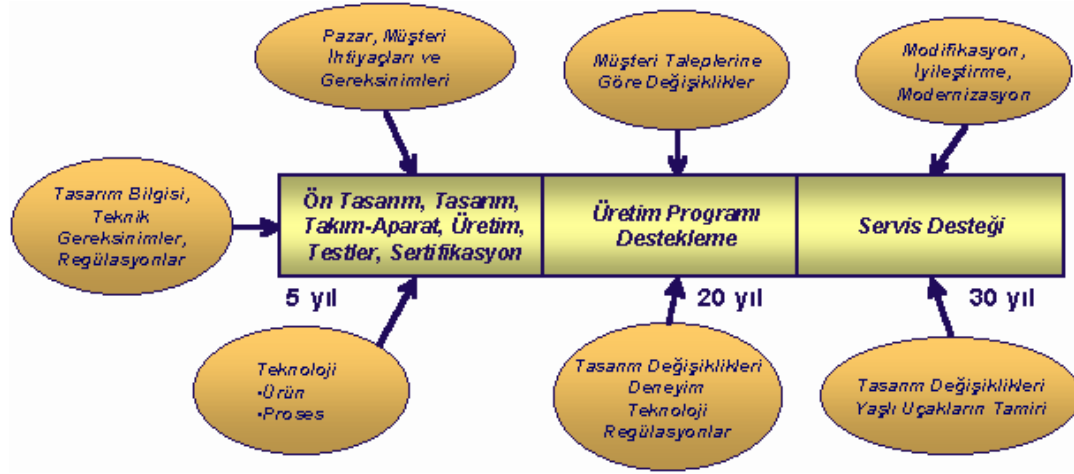 Pazar, Müşteri
İhtiyaçları ve
Gereksinimleri
Müşteri Taleplerine
Göre Değişiklikler
Modifikasyon,
İyileştirme,
Modernizasyon
Tasarım Bilgisi,
Teknik
Gereksinimler,
Regülasyonlar
Ön Tasarım, Tasarım,
Takım-Aparat, Üretim,
Testler, Sertifikasyon
Üretim Programı
Destekleme
Servis Desteği
5 yıl
20 yıl
30 yıl
Teknoloji
•Ürün
•Proses
Tasarım Değişiklikleri
Deneyim
Teknoloji
Regülasyonlar
Tasarım Değişiklikleri
Yaşlı Uçakların Tamiri